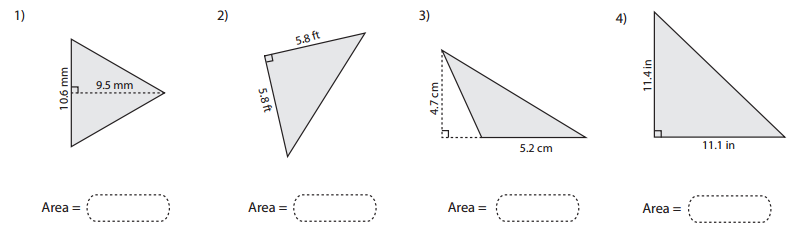 1) 2) 3) 4)
10.6 mm 9.5 mm
5.8 ft
5.8 ft
4.7 cm
5.2 cm
11.4 in
11.1 in
Area = Area = Area = Area =